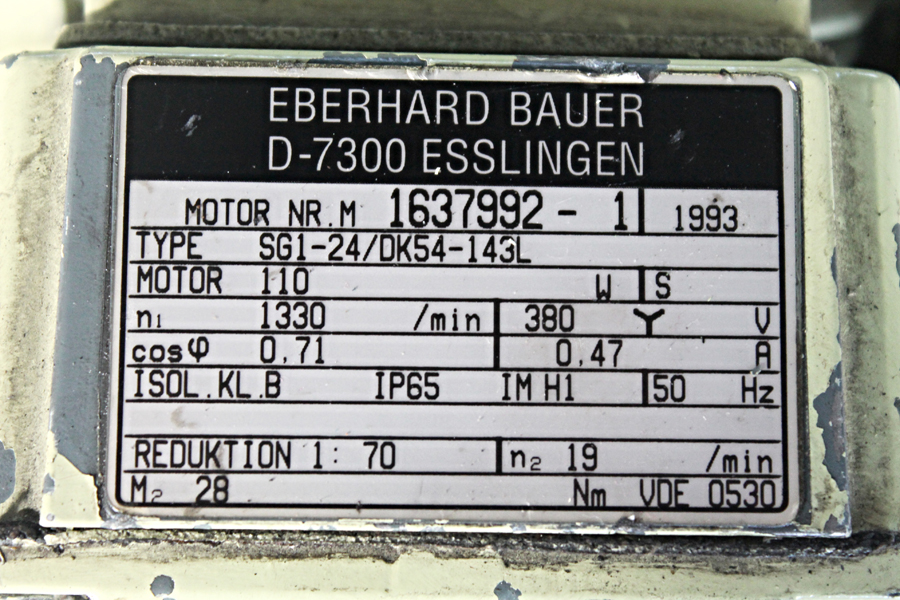 EBERHARD BAUER
D-7300 ESSLINGEN
MOTOR NR.M 1637992 - 1 1993
TYPE SG1-24/DK54-143L
MOTOR 110 W S
n₁ 1330 /min 380 Y V
cosφ 0,71 0,47 A
ISOL.KL.B IP65 IM H1 50 Hz
REDUKTION 1: 70 n₂ 19 /min
M₂ 28 Nm VDE 0530